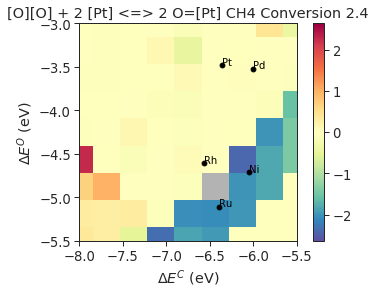 [O][O] + 2 [Pt] <=> 2 O=[Pt] CH4 Conversion 2.4
−3.0
−3.5
−4.0
−4.5
−5.0
−5.5
ΔE^O (eV)
Pt
Pd
Rh
Ni
Ru
−8.0 −7.5 −7.0 −6.5 −6.0 −5.5
ΔE^C (eV)
2
1
0
−1
−2